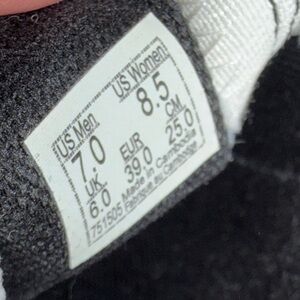 US Men US Women
7.0 8.5
UK EUR CM
6.0 39.0 25.0
Made in Cambodia
751505 Fabriqué au Cambodge